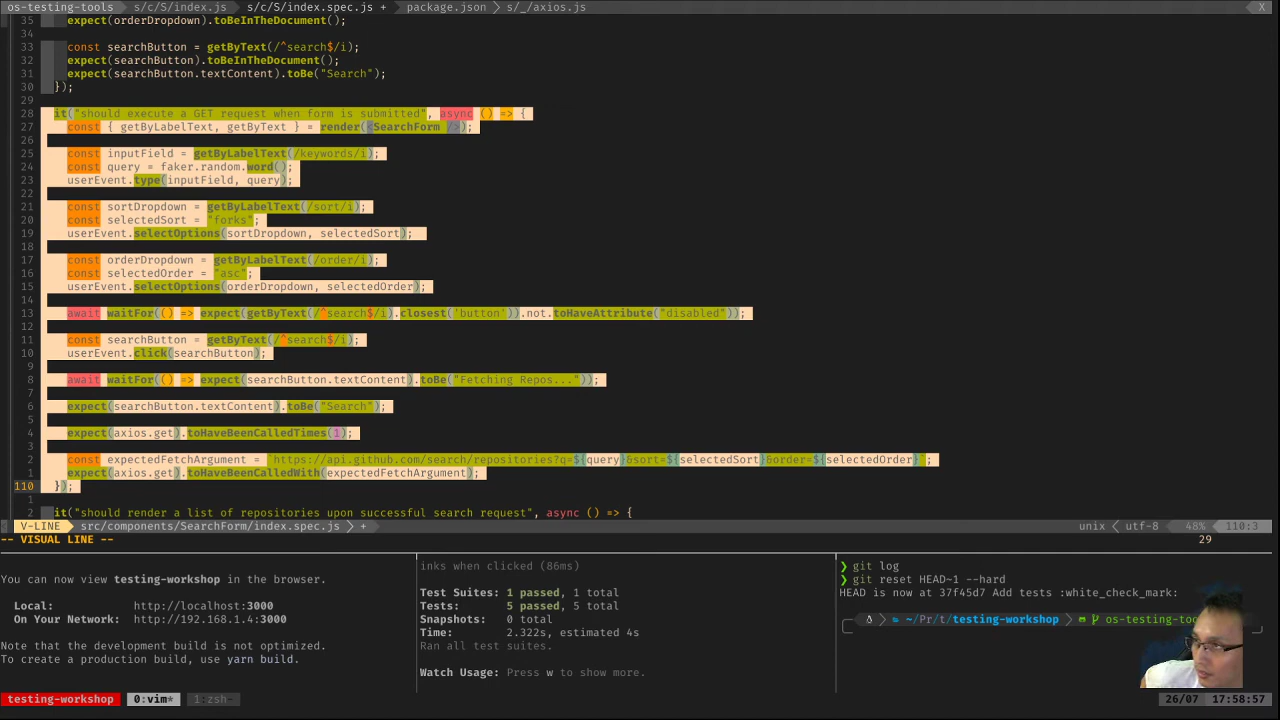 os-testing-tools s/c/S/index.js s/c/S/index.spec.js + package.json s/_/axios.js X
35 expect(orderDropdown).toBeInTheDocument();
34
33 const searchButton = getByText(/^search$/i);
32 expect(searchButton).toBeInTheDocument();
31 expect(searchButton.textContent).toBe("Search");
30 });
29
28 it("should execute a GET request when form is submitted", async () => {
27 const { getByLabelText, getByText } = render(<SearchForm />);
26
25 const inputField = getByLabelText(/keywords/i);
24 const query = faker.random.word();
23 userEvent.type(inputField, query);
22
21 const sortDropdown = getByLabelText(/sort/i);
20 const selectedSort = "forks";
19 userEvent.selectOptions(sortDropdown, selectedSort);
18
17 const orderDropdown = getByLabelText(/order/i);
16 const selectedOrder = "asc";
15 userEvent.selectOptions(orderDropdown, selectedOrder);
14
13 await waitFor(() => expect(getByText(/^search$/i).closest('button')).not.toHaveAttribute("disabled"));
12
11 const searchButton = getByText(/^search$/i);
10 userEvent.click(searchButton);
9
8 await waitFor(() => expect(searchButton.textContent).toBe("Fetching Repos..."));
7
6 expect(searchButton.textContent).toBe("Search");
5
4 expect(axios.get).toHaveBeenCalledTimes(1);
3
2 const expectedFetchArgument = `https://api.github.com/search/repositories?q=${query}&sort=${selectedSort}&order=${selectedOrder}`;
1 expect(axios.get).toHaveBeenCalledWith(expectedFetchArgument);
110 });
1
2 it("should render a list of repositories upon successful search request", async () => {
V-LINE src/components/SearchForm/index.spec.js + unix utf-8 48% 110:3
-- VISUAL LINE -- 29
You can now view testing-workshop in the browser.
Local: http://localhost:3000
On Your Network: http://192.168.1.4:3000
Note that the development build is not optimized.
To create a production build, use yarn build.
inks when clicked (86ms)
Test Suites: 1 passed, 1 total
Tests: 5 passed, 5 total
Snapshots: 0 total
Time: 2.322s, estimated 4s
Ran all test suites.
Watch Usage: Press w to show more.
❯ git log
❯ git reset HEAD~1 --hard
HEAD is now at 37f45d7 Add tests :white_check_mark:
~/Pr/t/testing-workshop os-testing-too
testing-workshop 0:vim* 1:zsh- 26/07 17:58:57